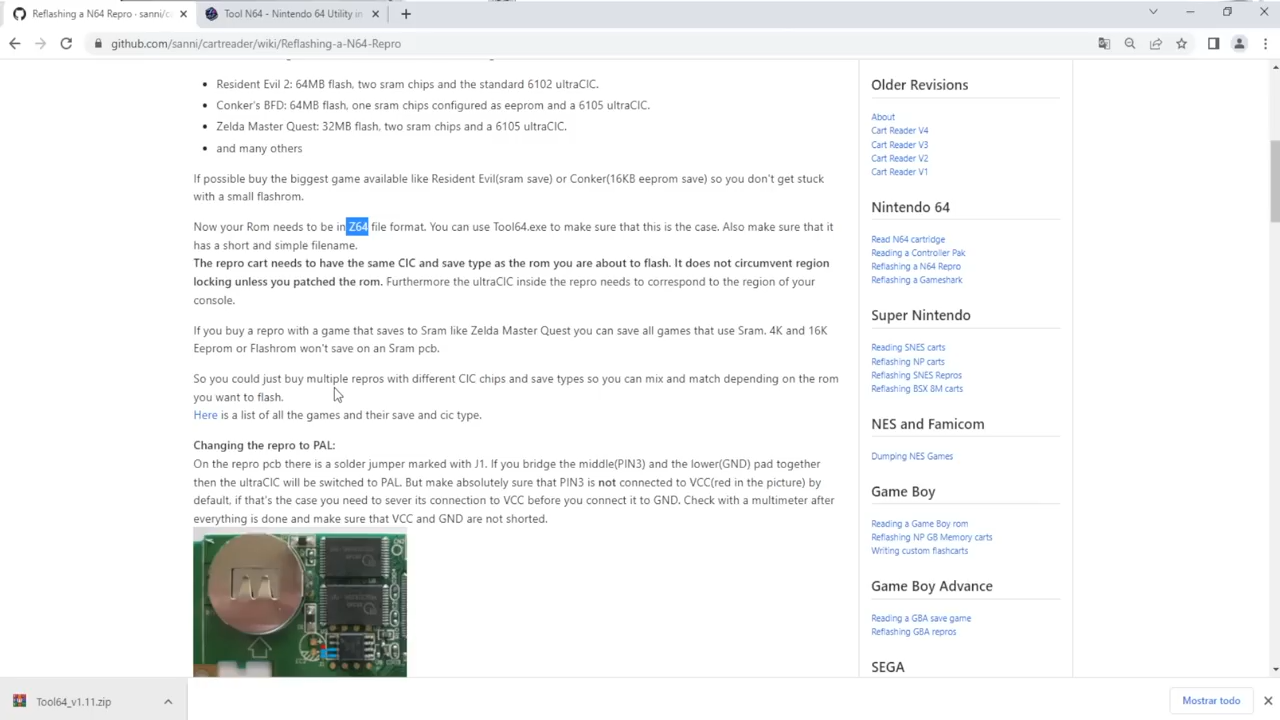 Reflashing a N64 Repro · sanni/c
Tool N64 - Nintendo 64 Utility in
github.com/sanni/cartreader/wiki/Reflashing-a-N64-Repro
Resident Evil 2: 64MB flash, two sram chips and the standard 6102 ultraCIC.
Conker's BFD: 64MB flash, one sram chips configured as eeprom and a 6105 ultraCIC.
Zelda Master Quest: 32MB flash, two sram chips and a 6105 ultraCIC.
and many others
If possible buy the biggest game available like Resident Evil(sram save) or Conker(16KB eeprom save) so you don't get stuck
with a small flashrom.
Now your Rom needs to be in Z64 file format. You can use Tool64.exe to make sure that this is the case. Also make sure that it
has a short and simple filename.
The repro cart needs to have the same CIC and save type as the rom you are about to flash. It does not circumvent region
locking unless you patched the rom. Furthermore the ultraCIC inside the repro needs to correspond to the region of your
console.
If you buy a repro with a game that saves to Sram like Zelda Master Quest you can save all games that use Sram. 4K and 16K
Eeprom or Flashrom won't save on an Sram pcb.
So you could just buy multiple repros with different CIC chips and save types so you can mix and match depending on the rom
you want to flash.
Here is a list of all the games and their save and cic type.
Changing the repro to PAL:
On the repro pcb there is a solder jumper marked with J1. If you bridge the middle(PIN3) and the lower(GND) pad together
then the ultraCIC will be switched to PAL. But make absolutely sure that PIN3 is not connected to VCC(red in the picture) by
default, if that's the case you need to sever its connection to VCC before you connect it to GND. Check with a multimeter after
everything is done and make sure that VCC and GND are not shorted.
Older Revisions
About
Cart Reader V4
Cart Reader V3
Cart Reader V2
Cart Reader V1
Nintendo 64
Read N64 cartridge
Reading a Controller Pak
Reflashing a N64 Repro
Reflashing a Gameshark
Super Nintendo
Reading SNES carts
Reflashing NP carts
Reflashing SNES Repros
Reflashing BSX 8M carts
NES and Famicom
Dumping NES Games
Game Boy
Reading a Game Boy rom
Reflashing NP GB Memory carts
Writing custom flashcarts
Game Boy Advance
Reading a GBA save game
Reflashing GBA repros
SEGA
Tool64_v1.11.zip
Mostrar todo